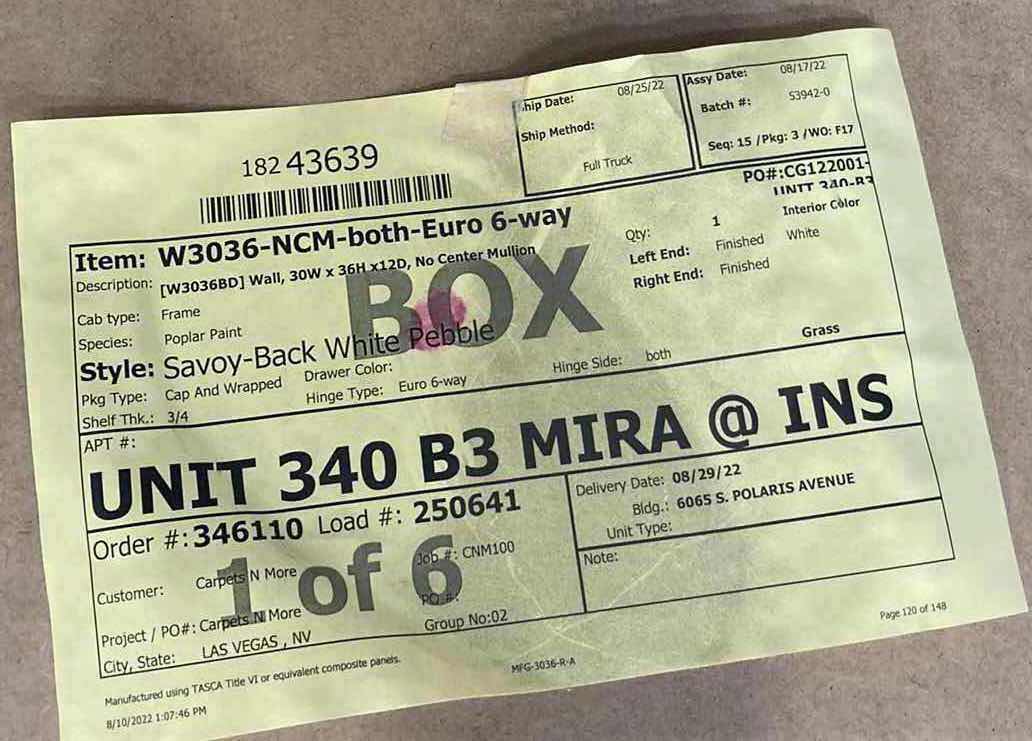 182 43639
Ship Date: 08/25/22
Ship Method:
Full Truck
Assy Date: 08/17/22
Batch #: S3942-0
Seq: 15 /Pkg: 3 /WO: F17
PO#:CG122001-
UNIT 340-B3
Item: W3036-NCM-both-Euro 6-way
Description: [W3036BD] Wall, 30W x 36H x12D, No Center Mullion
Cab type: Frame
Species: Poplar Paint
Qty: 1
Left End: Finished
Right End: Finished
Interior Color
White
BOX
Style: Savoy-Back White Pebble
Grass
Pkg Type: Cap And Wrapped
Drawer Color:
Hinge Type: Euro 6-way
Hinge Side: both
Shelf Thk.: 3/4
APT #:
UNIT 340 B3 MIRA @ INS
Order #:346110 Load #: 250641
Delivery Date: 08/29/22
Bldg.: 6065 S. POLARIS AVENUE
Unit Type:
Note:
1 of 6
Customer: Carpets N More
Job #: CNM100
PO #:
Project / PO#: Carpets N More
Group No:02
City, State: LAS VEGAS , NV
Manufactured using TASCA Title VI or equivalent composite panels.
MFG-3036-R-A
Page 120 of 148
8/10/2022 1:07:46 PM